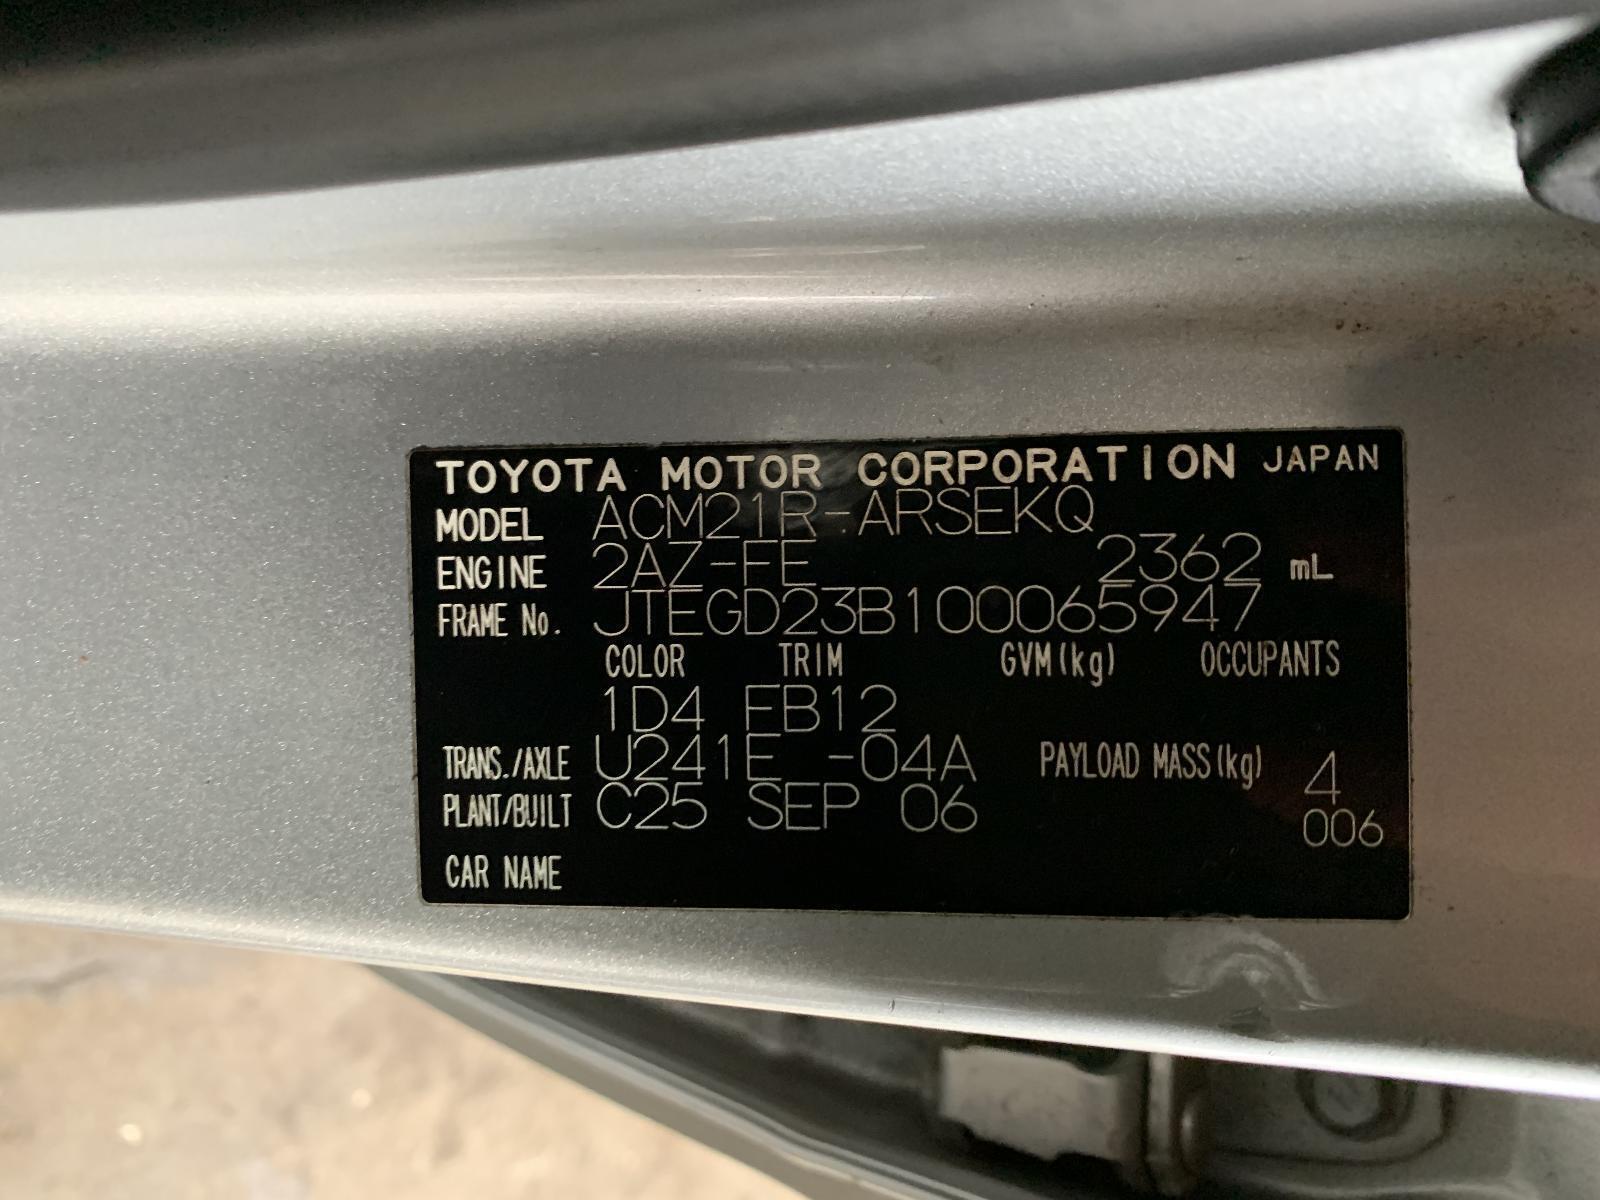 TOYOTA MOTOR CORPORATION JAPAN
MODEL ACM21R-ARSEKQ
ENGINE 2AZ-FE 2362 mL
FRAME No. JTEGD23B100065947
COLOR TRIM GVM(kg) OCCUPANTS
1D4 FB12
TRANS./AXLE U241E -04A PAYLOAD MASS(kg) 4
PLANT/BUILT C25 SEP 06 006
CAR NAME